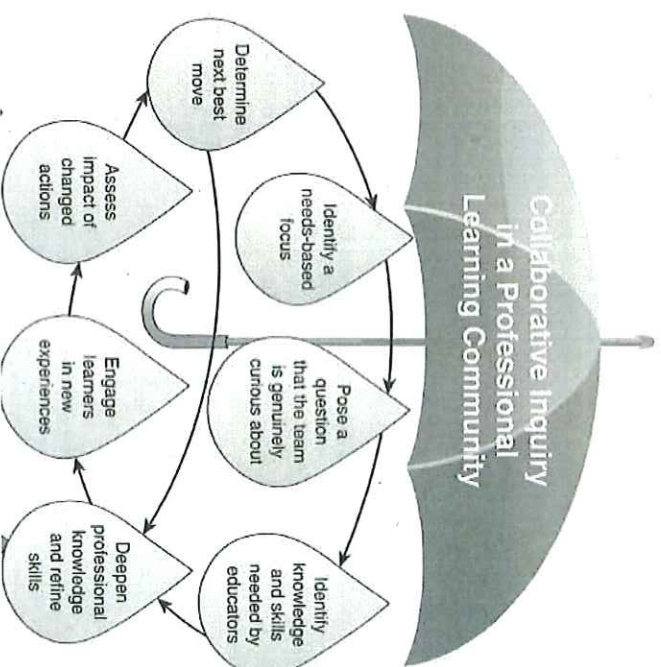 Collaborative Inquiry
in a Professional
Learning Community
Identify a
needs-based
focus
Pose a
question
that the team
is genuinely
curious about
Identify
knowledge
and skills
needed by
educators
Deepen
professional
knowledge
and refine
skills
Engage
learners
in new
experiences
Assess
impact of
changed
actions
Determine
next best
move